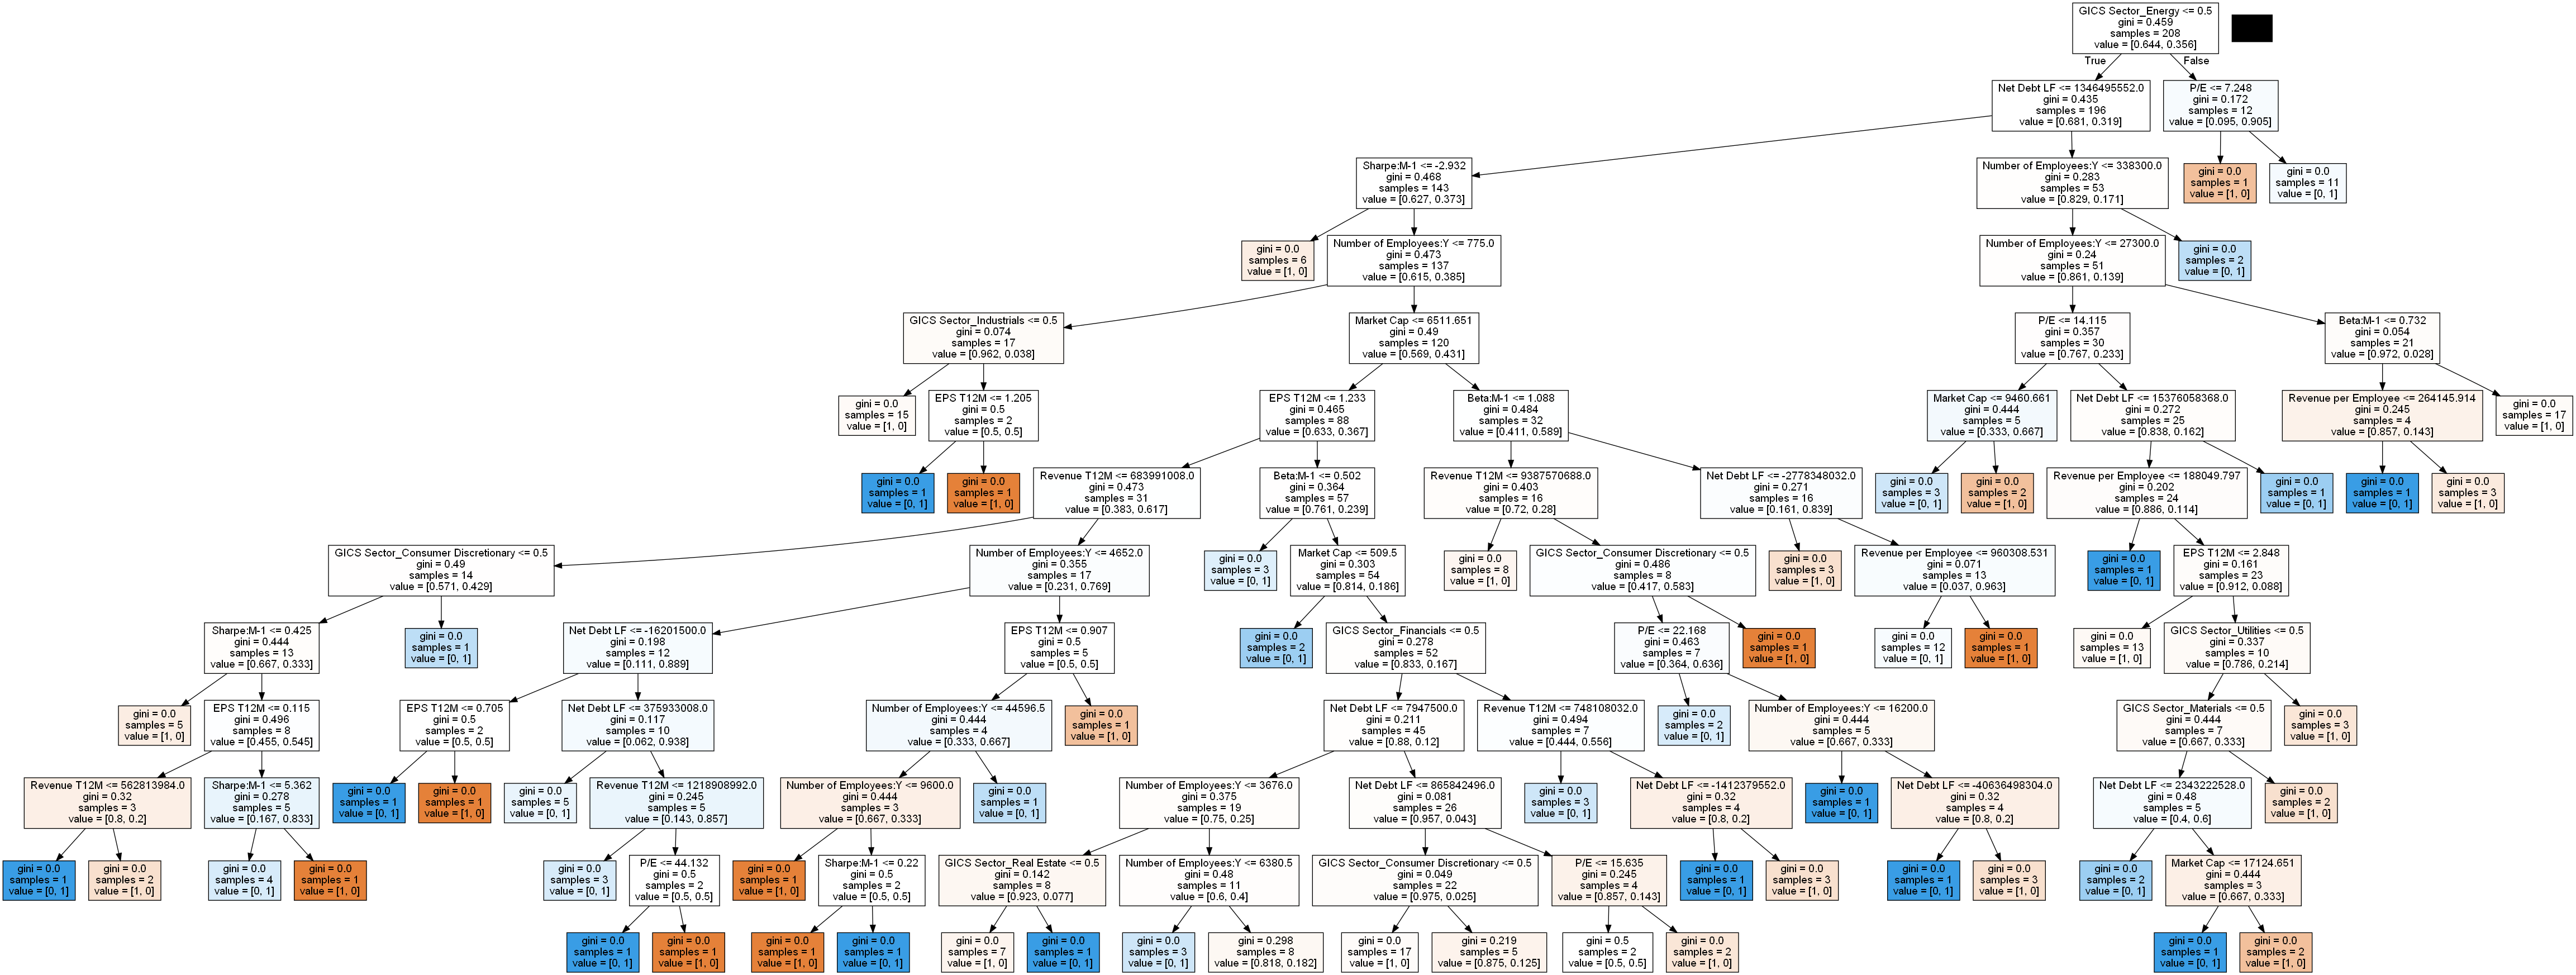 GICS Sector_Energy <= 0.5
gini = 0.459
samples = 208
value = [0.644, 0.356]
True
False
Net Debt LF <= 1346495552.0
gini = 0.435
samples = 196
value = [0.681, 0.319]
P/E <= 7.248
gini = 0.172
samples = 12
value = [0.095, 0.905]
Sharpe:M-1 <= -2.932
gini = 0.468
samples = 143
value = [0.627, 0.373]
Number of Employees:Y <= 338300.0
gini = 0.283
samples = 53
value = [0.829, 0.171]
gini = 0.0
samples = 1
value = [1, 0]
gini = 0.0
samples = 11
value = [0, 1]
gini = 0.0
samples = 6
value = [1, 0]
Number of Employees:Y <= 775.0
gini = 0.473
samples = 137
value = [0.615, 0.385]
Number of Employees:Y <= 27300.0
gini = 0.24
samples = 51
value = [0.861, 0.139]
gini = 0.0
samples = 2
value = [0, 1]
GICS Sector_Industrials <= 0.5
gini = 0.074
samples = 17
value = [0.962, 0.038]
Market Cap <= 6511.651
gini = 0.49
samples = 120
value = [0.569, 0.431]
P/E <= 14.115
gini = 0.357
samples = 30
value = [0.767, 0.233]
Beta:M-1 <= 0.732
gini = 0.054
samples = 21
value = [0.972, 0.028]
gini = 0.0
samples = 15
value = [1, 0]
EPS T12M <= 1.205
gini = 0.5
samples = 2
value = [0.5, 0.5]
EPS T12M <= 1.233
gini = 0.465
samples = 88
value = [0.633, 0.367]
Beta:M-1 <= 1.088
gini = 0.484
samples = 32
value = [0.411, 0.589]
Market Cap <= 9460.661
gini = 0.444
samples = 5
value = [0.333, 0.667]
Net Debt LF <= 15376058368.0
gini = 0.272
samples = 25
value = [0.838, 0.162]
Revenue per Employee <= 264145.914
gini = 0.245
samples = 4
value = [0.857, 0.143]
gini = 0.0
samples = 17
value = [1, 0]
gini = 0.0
samples = 1
value = [0, 1]
gini = 0.0
samples = 1
value = [1, 0]
Revenue T12M <= 683991008.0
gini = 0.473
samples = 31
value = [0.383, 0.617]
Beta:M-1 <= 0.502
gini = 0.364
samples = 57
value = [0.761, 0.239]
Revenue T12M <= 9387570688.0
gini = 0.403
samples = 16
value = [0.72, 0.28]
Net Debt LF <= -2778348032.0
gini = 0.271
samples = 16
value = [0.161, 0.839]
gini = 0.0
samples = 3
value = [0, 1]
gini = 0.0
samples = 2
value = [1, 0]
Revenue per Employee <= 188049.797
gini = 0.202
samples = 24
value = [0.886, 0.114]
gini = 0.0
samples = 1
value = [0, 1]
gini = 0.0
samples = 1
value = [0, 1]
gini = 0.0
samples = 3
value = [1, 0]
GICS Sector_Consumer Discretionary <= 0.5
gini = 0.49
samples = 14
value = [0.571, 0.429]
Number of Employees:Y <= 4652.0
gini = 0.355
samples = 17
value = [0.231, 0.769]
gini = 0.0
samples = 3
value = [0, 1]
Market Cap <= 509.5
gini = 0.303
samples = 54
value = [0.814, 0.186]
gini = 0.0
samples = 8
value = [1, 0]
GICS Sector_Consumer Discretionary <= 0.5
gini = 0.486
samples = 8
value = [0.417, 0.583]
gini = 0.0
samples = 3
value = [1, 0]
Revenue per Employee <= 960308.531
gini = 0.071
samples = 13
value = [0.037, 0.963]
gini = 0.0
samples = 1
value = [0, 1]
EPS T12M <= 2.848
gini = 0.161
samples = 23
value = [0.912, 0.088]
Sharpe:M-1 <= 0.425
gini = 0.444
samples = 13
value = [0.667, 0.333]
gini = 0.0
samples = 1
value = [0, 1]
Net Debt LF <= -16201500.0
gini = 0.198
samples = 12
value = [0.111, 0.889]
EPS T12M <= 0.907
gini = 0.5
samples = 5
value = [0.5, 0.5]
gini = 0.0
samples = 2
value = [0, 1]
GICS Sector_Financials <= 0.5
gini = 0.278
samples = 52
value = [0.833, 0.167]
P/E <= 22.168
gini = 0.463
samples = 7
value = [0.364, 0.636]
gini = 0.0
samples = 1
value = [1, 0]
gini = 0.0
samples = 12
value = [0, 1]
gini = 0.0
samples = 1
value = [1, 0]
gini = 0.0
samples = 13
value = [1, 0]
GICS Sector_Utilities <= 0.5
gini = 0.337
samples = 10
value = [0.786, 0.214]
gini = 0.0
samples = 5
value = [1, 0]
EPS T12M <= 0.115
gini = 0.496
samples = 8
value = [0.455, 0.545]
EPS T12M <= 0.705
gini = 0.5
samples = 2
value = [0.5, 0.5]
Net Debt LF <= 375933008.0
gini = 0.117
samples = 10
value = [0.062, 0.938]
Number of Employees:Y <= 44596.5
gini = 0.444
samples = 4
value = [0.333, 0.667]
gini = 0.0
samples = 1
value = [1, 0]
Net Debt LF <= 7947500.0
gini = 0.211
samples = 45
value = [0.88, 0.12]
Revenue T12M <= 748108032.0
gini = 0.494
samples = 7
value = [0.444, 0.556]
gini = 0.0
samples = 2
value = [0, 1]
Number of Employees:Y <= 16200.0
gini = 0.444
samples = 5
value = [0.667, 0.333]
GICS Sector_Materials <= 0.5
gini = 0.444
samples = 7
value = [0.667, 0.333]
gini = 0.0
samples = 3
value = [1, 0]
Revenue T12M <= 562813984.0
gini = 0.32
samples = 3
value = [0.8, 0.2]
Sharpe:M-1 <= 5.362
gini = 0.278
samples = 5
value = [0.167, 0.833]
gini = 0.0
samples = 1
value = [0, 1]
gini = 0.0
samples = 1
value = [1, 0]
gini = 0.0
samples = 5
value = [0, 1]
Revenue T12M <= 1218908992.0
gini = 0.245
samples = 5
value = [0.143, 0.857]
Number of Employees:Y <= 9600.0
gini = 0.444
samples = 3
value = [0.667, 0.333]
gini = 0.0
samples = 1
value = [0, 1]
Number of Employees:Y <= 3676.0
gini = 0.375
samples = 19
value = [0.75, 0.25]
Net Debt LF <= 865842496.0
gini = 0.081
samples = 26
value = [0.957, 0.043]
gini = 0.0
samples = 3
value = [0, 1]
Net Debt LF <= -1412379552.0
gini = 0.32
samples = 4
value = [0.8, 0.2]
gini = 0.0
samples = 1
value = [0, 1]
Net Debt LF <= -40636498304.0
gini = 0.32
samples = 4
value = [0.8, 0.2]
Net Debt LF <= 2343222528.0
gini = 0.48
samples = 5
value = [0.4, 0.6]
gini = 0.0
samples = 2
value = [1, 0]
gini = 0.0
samples = 1
value = [0, 1]
gini = 0.0
samples = 2
value = [1, 0]
gini = 0.0
samples = 4
value = [0, 1]
gini = 0.0
samples = 1
value = [1, 0]
gini = 0.0
samples = 3
value = [0, 1]
P/E <= 44.132
gini = 0.5
samples = 2
value = [0.5, 0.5]
gini = 0.0
samples = 1
value = [1, 0]
Sharpe:M-1 <= 0.22
gini = 0.5
samples = 2
value = [0.5, 0.5]
GICS Sector_Real Estate <= 0.5
gini = 0.142
samples = 8
value = [0.923, 0.077]
Number of Employees:Y <= 6380.5
gini = 0.48
samples = 11
value = [0.6, 0.4]
GICS Sector_Consumer Discretionary <= 0.5
gini = 0.049
samples = 22
value = [0.975, 0.025]
P/E <= 15.635
gini = 0.245
samples = 4
value = [0.857, 0.143]
gini = 0.0
samples = 1
value = [0, 1]
gini = 0.0
samples = 3
value = [1, 0]
gini = 0.0
samples = 1
value = [0, 1]
gini = 0.0
samples = 3
value = [1, 0]
gini = 0.0
samples = 2
value = [0, 1]
Market Cap <= 17124.651
gini = 0.444
samples = 3
value = [0.667, 0.333]
gini = 0.0
samples = 1
value = [0, 1]
gini = 0.0
samples = 1
value = [1, 0]
gini = 0.0
samples = 1
value = [1, 0]
gini = 0.0
samples = 1
value = [0, 1]
gini = 0.0
samples = 7
value = [1, 0]
gini = 0.0
samples = 1
value = [0, 1]
gini = 0.0
samples = 3
value = [0, 1]
gini = 0.298
samples = 8
value = [0.818, 0.182]
gini = 0.0
samples = 17
value = [1, 0]
gini = 0.219
samples = 5
value = [0.875, 0.125]
gini = 0.5
samples = 2
value = [0.5, 0.5]
gini = 0.0
samples = 2
value = [1, 0]
gini = 0.0
samples = 1
value = [0, 1]
gini = 0.0
samples = 2
value = [1, 0]